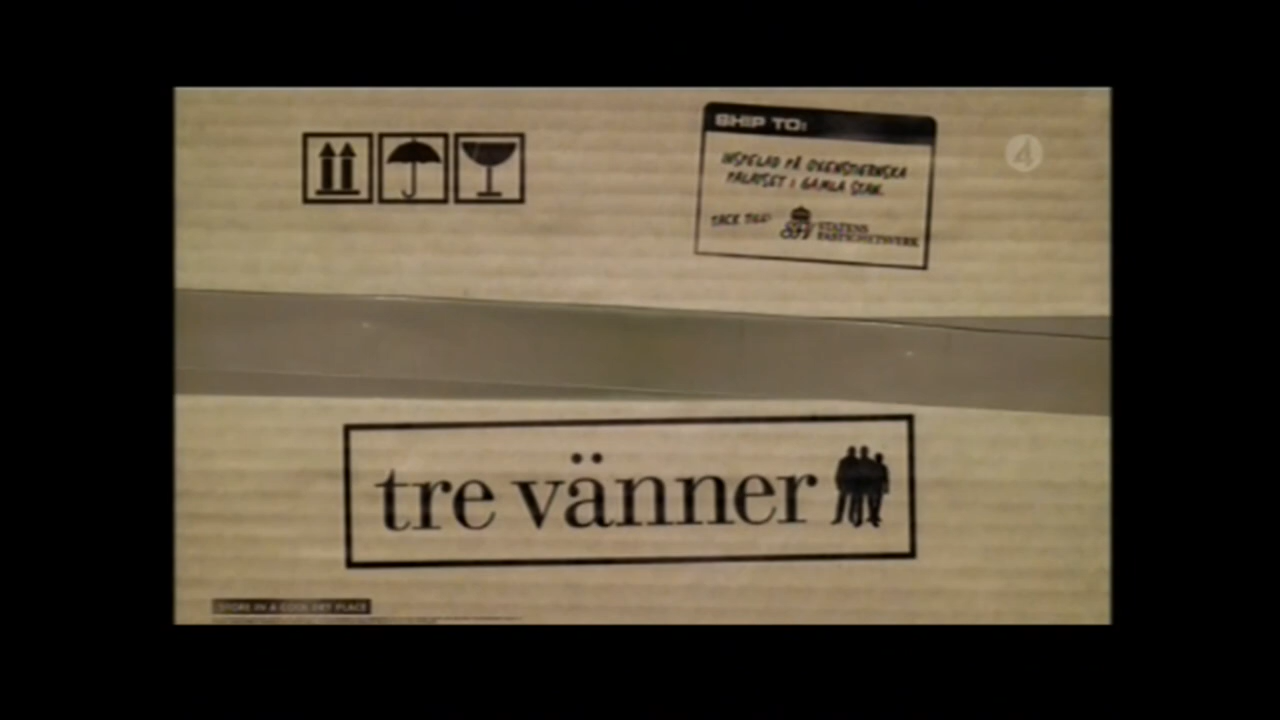 SHIP TO:
INSPELAD PÅ OXENSTIERNSKA
PALATSET I GAMLA STAN.
TACK TILL:
STATENS
FASTIGHETSVERK
4
tre vänner
STORE IN A COOL DRY PLACE